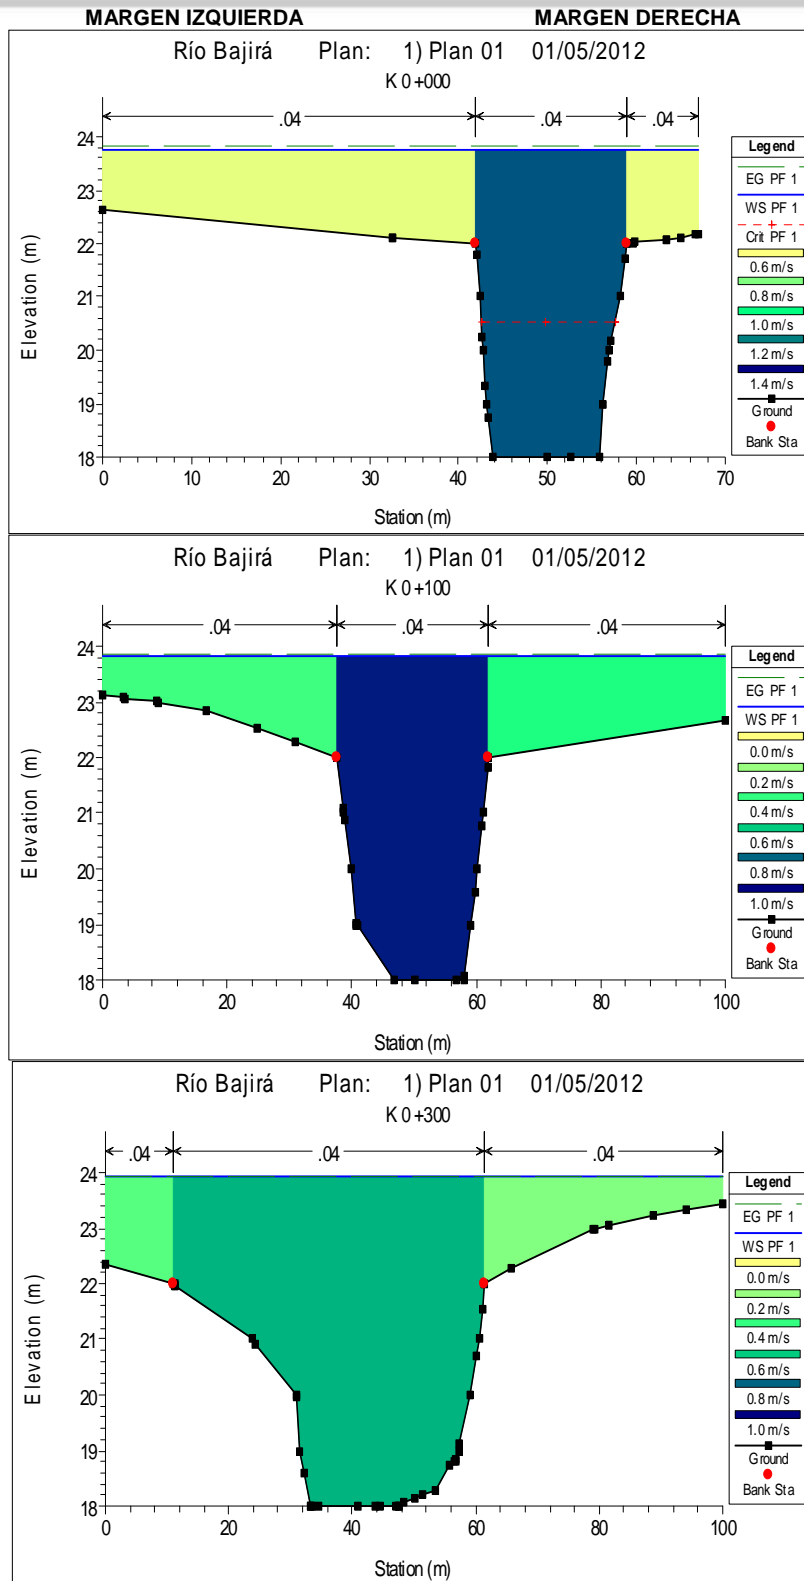 MARGEN IZQUIERDA MARGEN DERECHA
Río Bajirá Plan: 1) Plan 01 01/05/2012
K 0+000
.04 .04 .04
Elevation (m)
24
23
22
21
20
19
18
0 10 20 30 40 50 60 70
Station (m)
Legend
EG PF 1
WS PF 1
Crit PF 1
0.6 m/s
0.8 m/s
1.0 m/s
1.2 m/s
1.4 m/s
Ground
Bank Sta
Río Bajirá Plan: 1) Plan 01 01/05/2012
K 0+100
.04 .04 .04
Elevation (m)
24
23
22
21
20
19
18
0 20 40 60 80 100
Station (m)
Legend
EG PF 1
WS PF 1
0.0 m/s
0.2 m/s
0.4 m/s
0.6 m/s
0.8 m/s
1.0 m/s
Ground
Bank Sta
Río Bajirá Plan: 1) Plan 01 01/05/2012
K 0+300
.04 .04 .04
Elevation (m)
24
23
22
21
20
19
18
0 20 40 60 80 100
Station (m)
Legend
EG PF 1
WS PF 1
0.0 m/s
0.2 m/s
0.4 m/s
0.6 m/s
0.8 m/s
1.0 m/s
Ground
Bank Sta